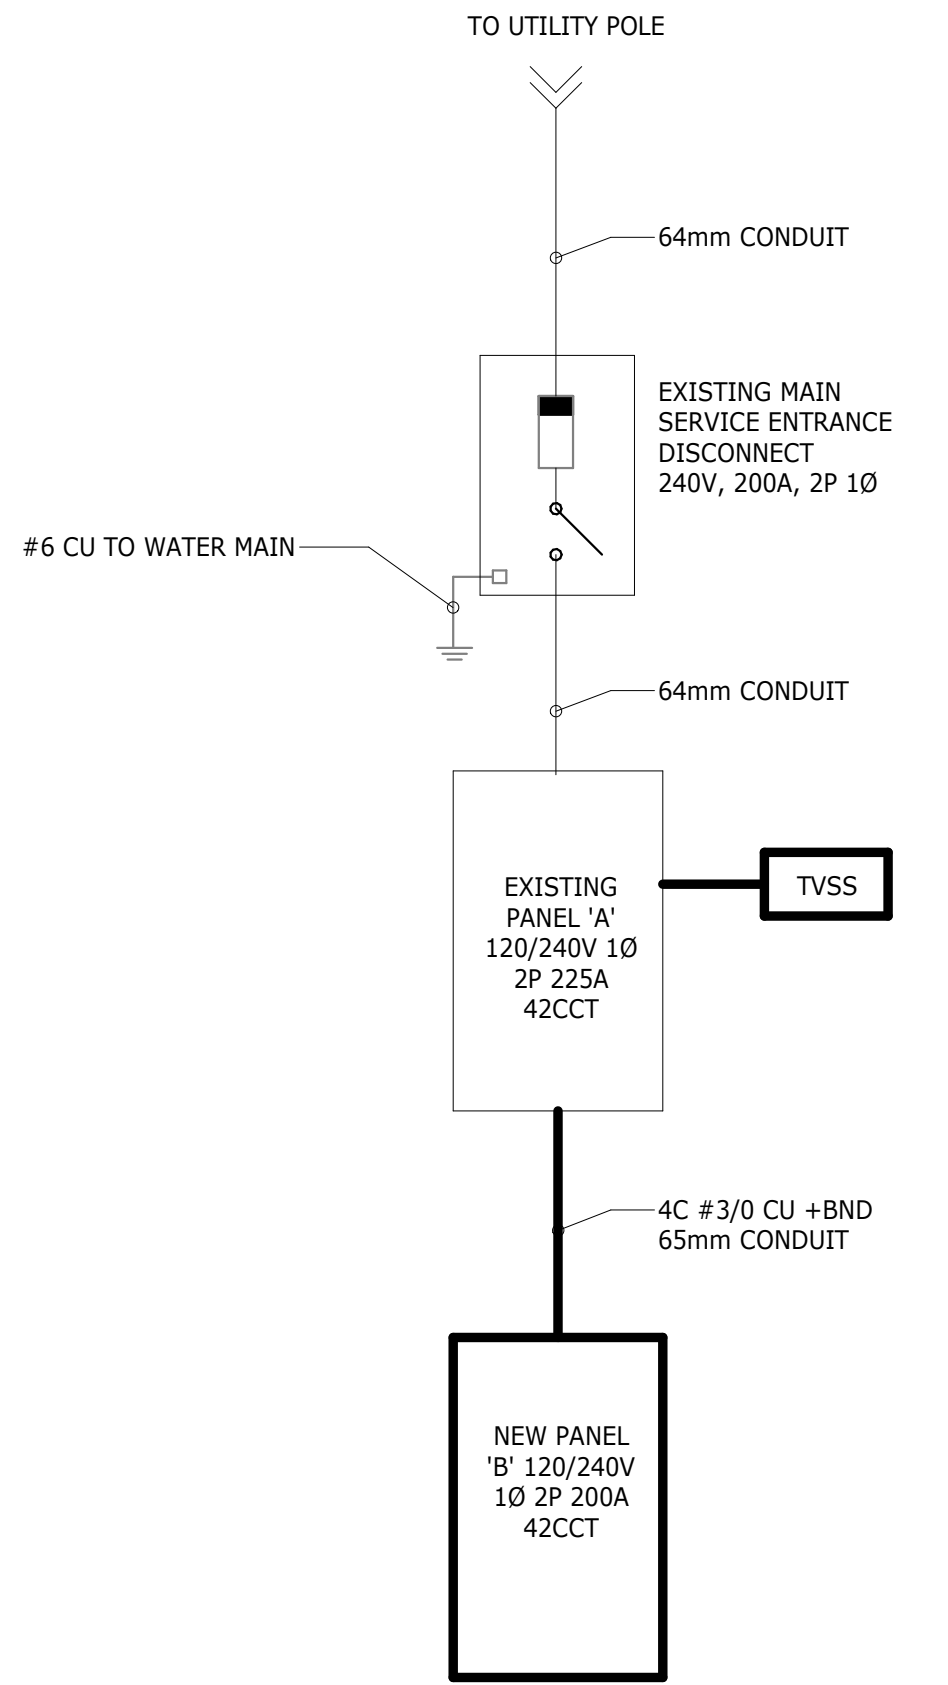 TO UTILITY POLE
64mm CONDUIT
EXISTING MAIN
SERVICE ENTRANCE
DISCONNECT
240V, 200A, 2P 1Ø
#6 CU TO WATER MAIN
64mm CONDUIT
EXISTING
PANEL 'A'
120/240V 1Ø
2P 225A
42CCT
TVSS
4C #3/0 CU +BND
65mm CONDUIT
NEW PANEL
'B' 120/240V
1Ø 2P 200A
42CCT